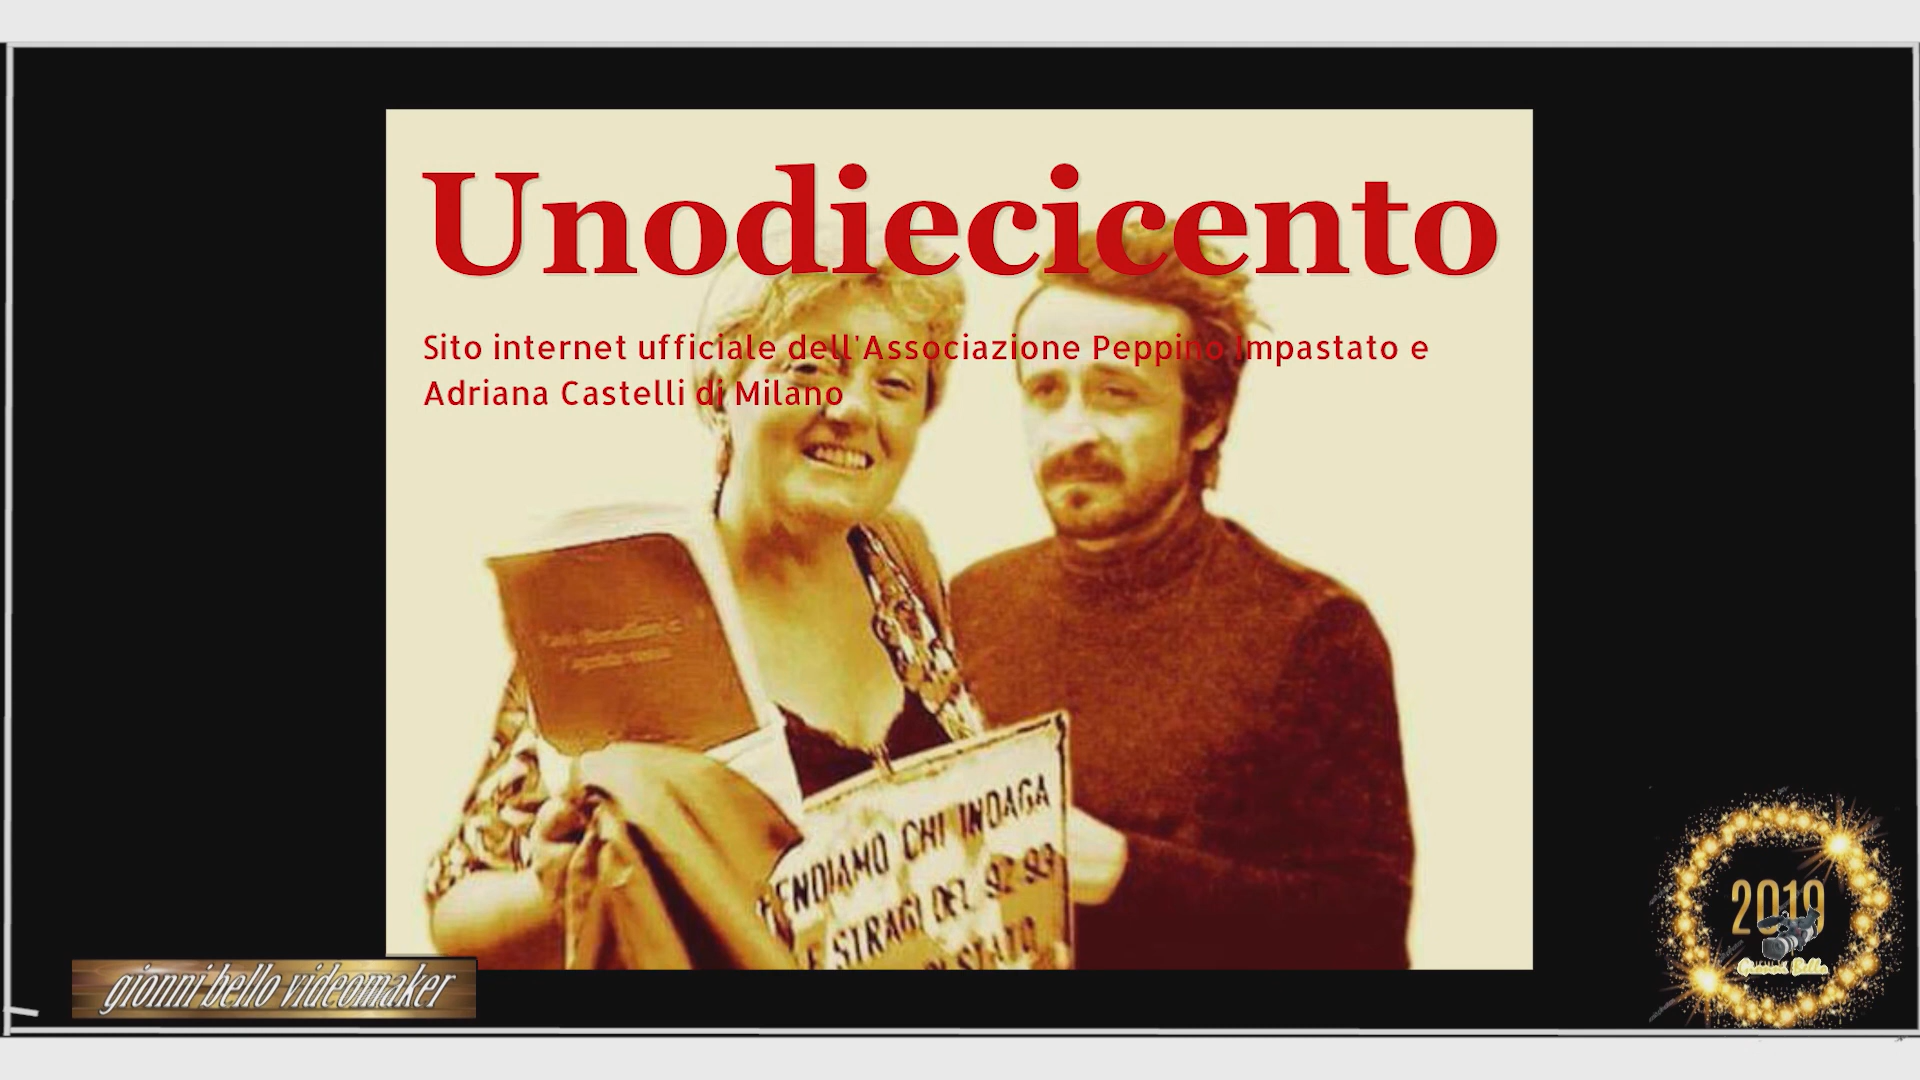 Unodiecicento
Sito internet ufficiale dell'Associazione Peppino Impastato e
Adriana Castelli di Milano
CHI INDAGA
STRAGI DEL 92 93
STATO
gionni bello videomaker
2019